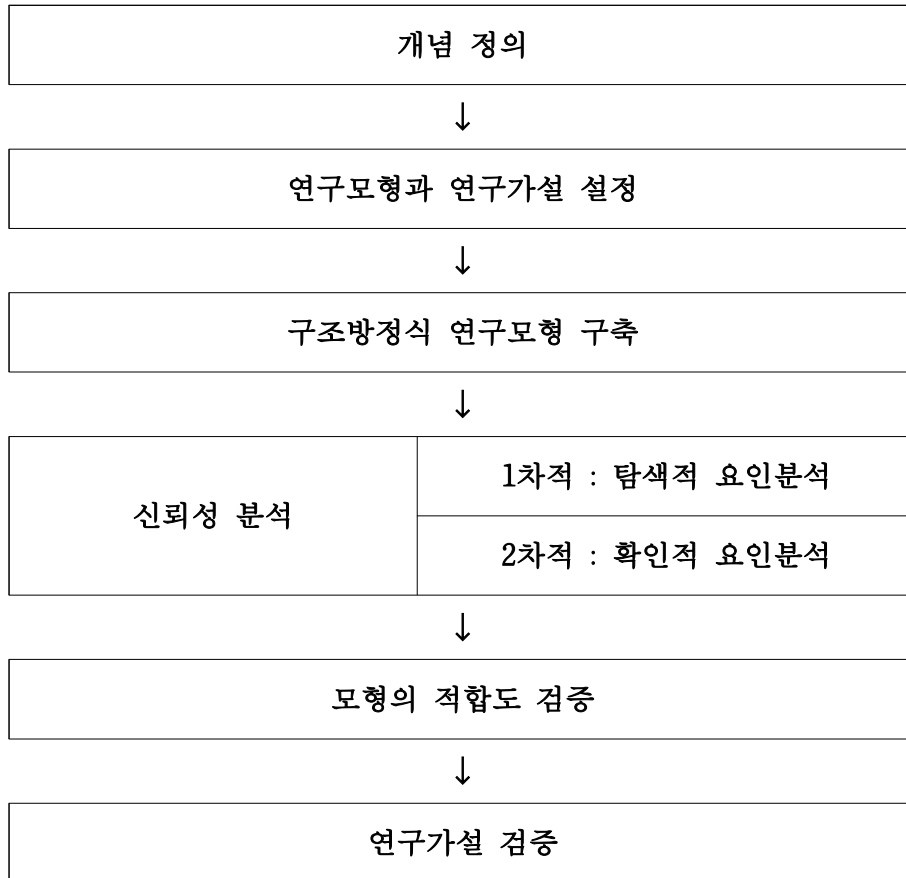 개념 정의
↓
연구모형과 연구가설 설정
↓
구조방정식 연구모형 구축
↓
신뢰성 분석
1차적 : 탐색적 요인분석
2차적 : 확인적 요인분석
↓
모형의 적합도 검증
↓
연구가설 검증